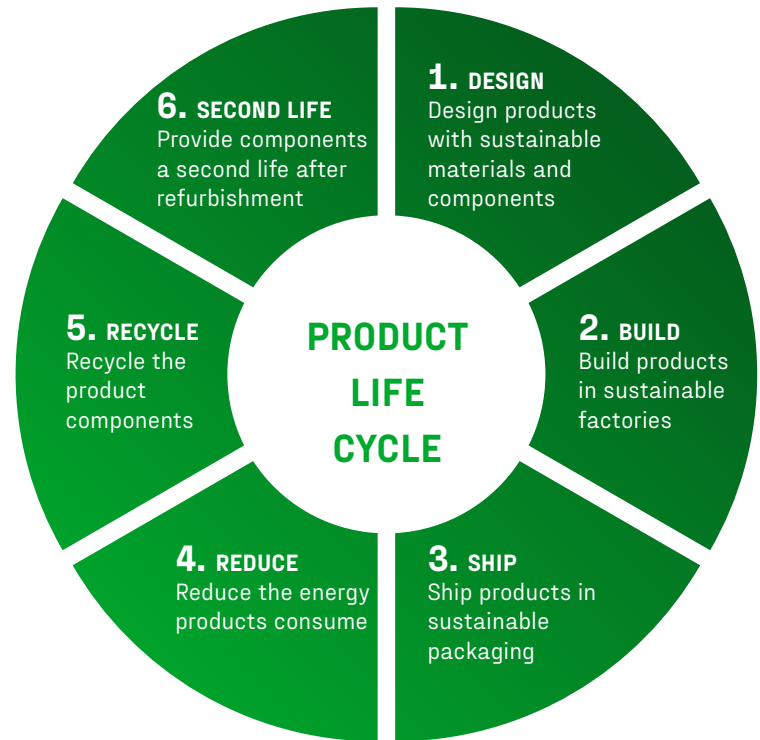 PRODUCT
LIFE
CYCLE
1. DESIGN
Design products
with sustainable
materials and
components
2. BUILD
Build products
in sustainable
factories
3. SHIP
Ship products in
sustainable
packaging
4. REDUCE
Reduce the energy
products consume
5. RECYCLE
Recycle the
product
components
6. SECOND LIFE
Provide components
a second life after
refurbishment